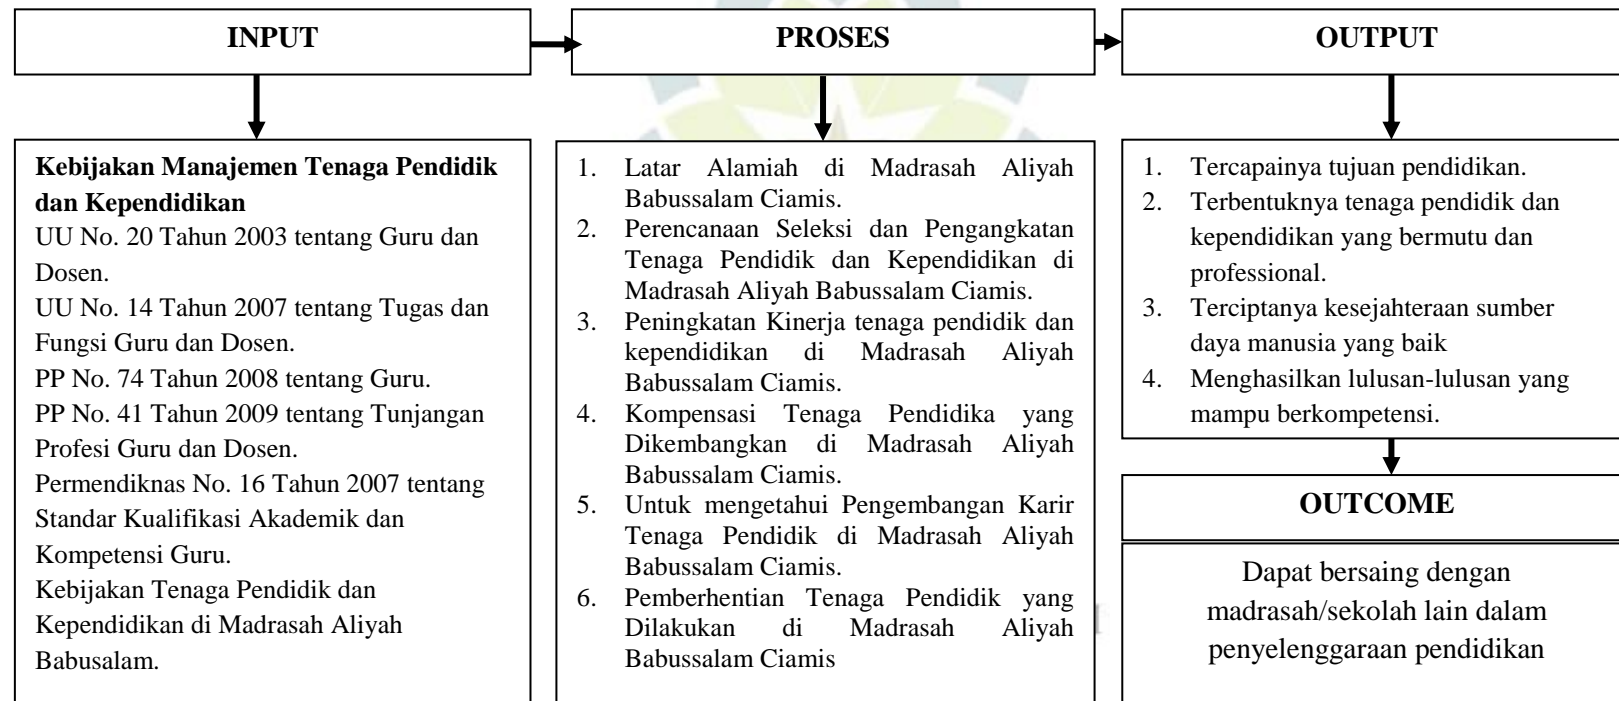 INPUT
PROSES
OUTPUT
Kebijakan Manajemen Tenaga Pendidik
dan Kependidikan
UU No. 20 Tahun 2003 tentang Guru dan
Dosen.
UU No. 14 Tahun 2007 tentang Tugas dan
Fungsi Guru dan Dosen.
PP No. 74 Tahun 2008 tentang Guru.
PP No. 41 Tahun 2009 tentang Tunjangan
Profesi Guru dan Dosen.
Permendiknas No. 16 Tahun 2007 tentang
Standar Kualifikasi Akademik dan
Kompetensi Guru.
Kebijakan Tenaga Pendidik dan
Kependidikan di Madrasah Aliyah
Babusalam.
1. Latar Alamiah di Madrasah Aliyah
Babussalam Ciamis.
2. Perencanaan Seleksi dan Pengangkatan
Tenaga Pendidik dan Kependidikan di
Madrasah Aliyah Babussalam Ciamis.
3. Peningkatan Kinerja tenaga pendidik dan
kependidikan di Madrasah Aliyah
Babussalam Ciamis.
4. Kompensasi Tenaga Pendidika yang
Dikembangkan di Madrasah Aliyah
Babussalam Ciamis.
5. Untuk mengetahui Pengembangan Karir
Tenaga Pendidik di Madrasah Aliyah
Babussalam Ciamis.
6. Pemberhentian Tenaga Pendidik yang
Dilakukan di Madrasah Aliyah
Babussalam Ciamis
1. Tercapainya tujuan pendidikan.
2. Terbentuknya tenaga pendidik dan
kependidikan yang bermutu dan
professional.
3. Terciptanya kesejahteraan sumber
daya manusia yang baik
4. Menghasilkan lulusan-lulusan yang
mampu berkompetensi.
OUTCOME
Dapat bersaing dengan
madrasah/sekolah lain dalam
penyelenggaraan pendidikan